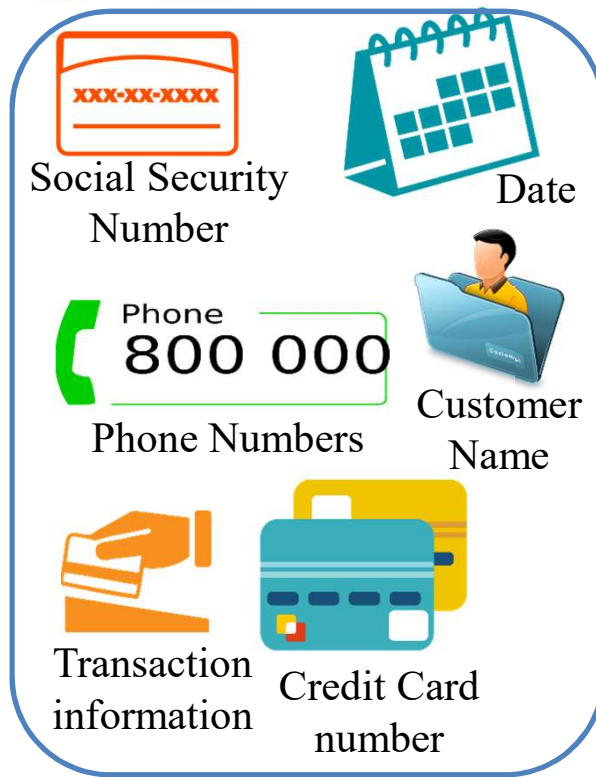 xxx-xx-xxxx
Social Security
Number
Date
Phone
800 000
Phone Numbers
Customer
Name
Transaction
information
Credit Card
number